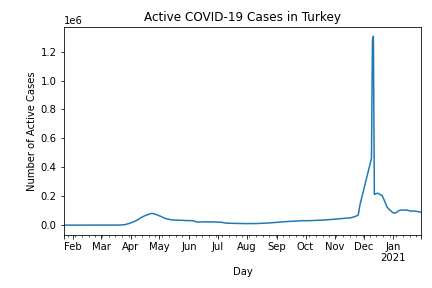 Active COVID-19 Cases in Turkey
1e6
Number of Active Cases
1.2
1.0
0.8
0.6
0.4
0.2
0.0
Feb Mar Apr May Jun Jul Aug Sep Oct Nov Dec Jan
2021
Day